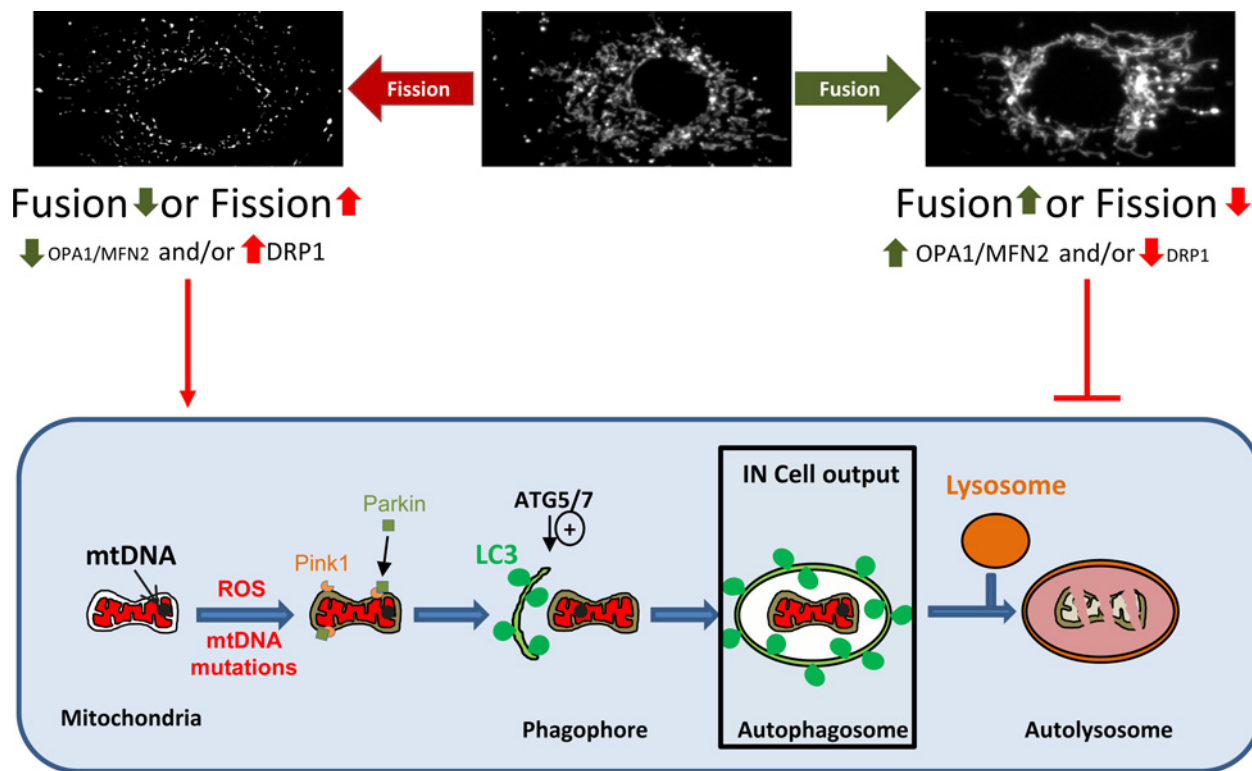 Fission
Fusion
Fusion or Fission
Fusion or Fission
OPA1/MFN2 and/or DRP1
OPA1/MFN2 and/or DRP1
IN Cell output
Lysosome
ATG5/7
+
Parkin
LC3
mtDNA
Pink1
ROS
mtDNA
mutations
Mitochondria
Phagophore
Autophagosome
Autolysosome